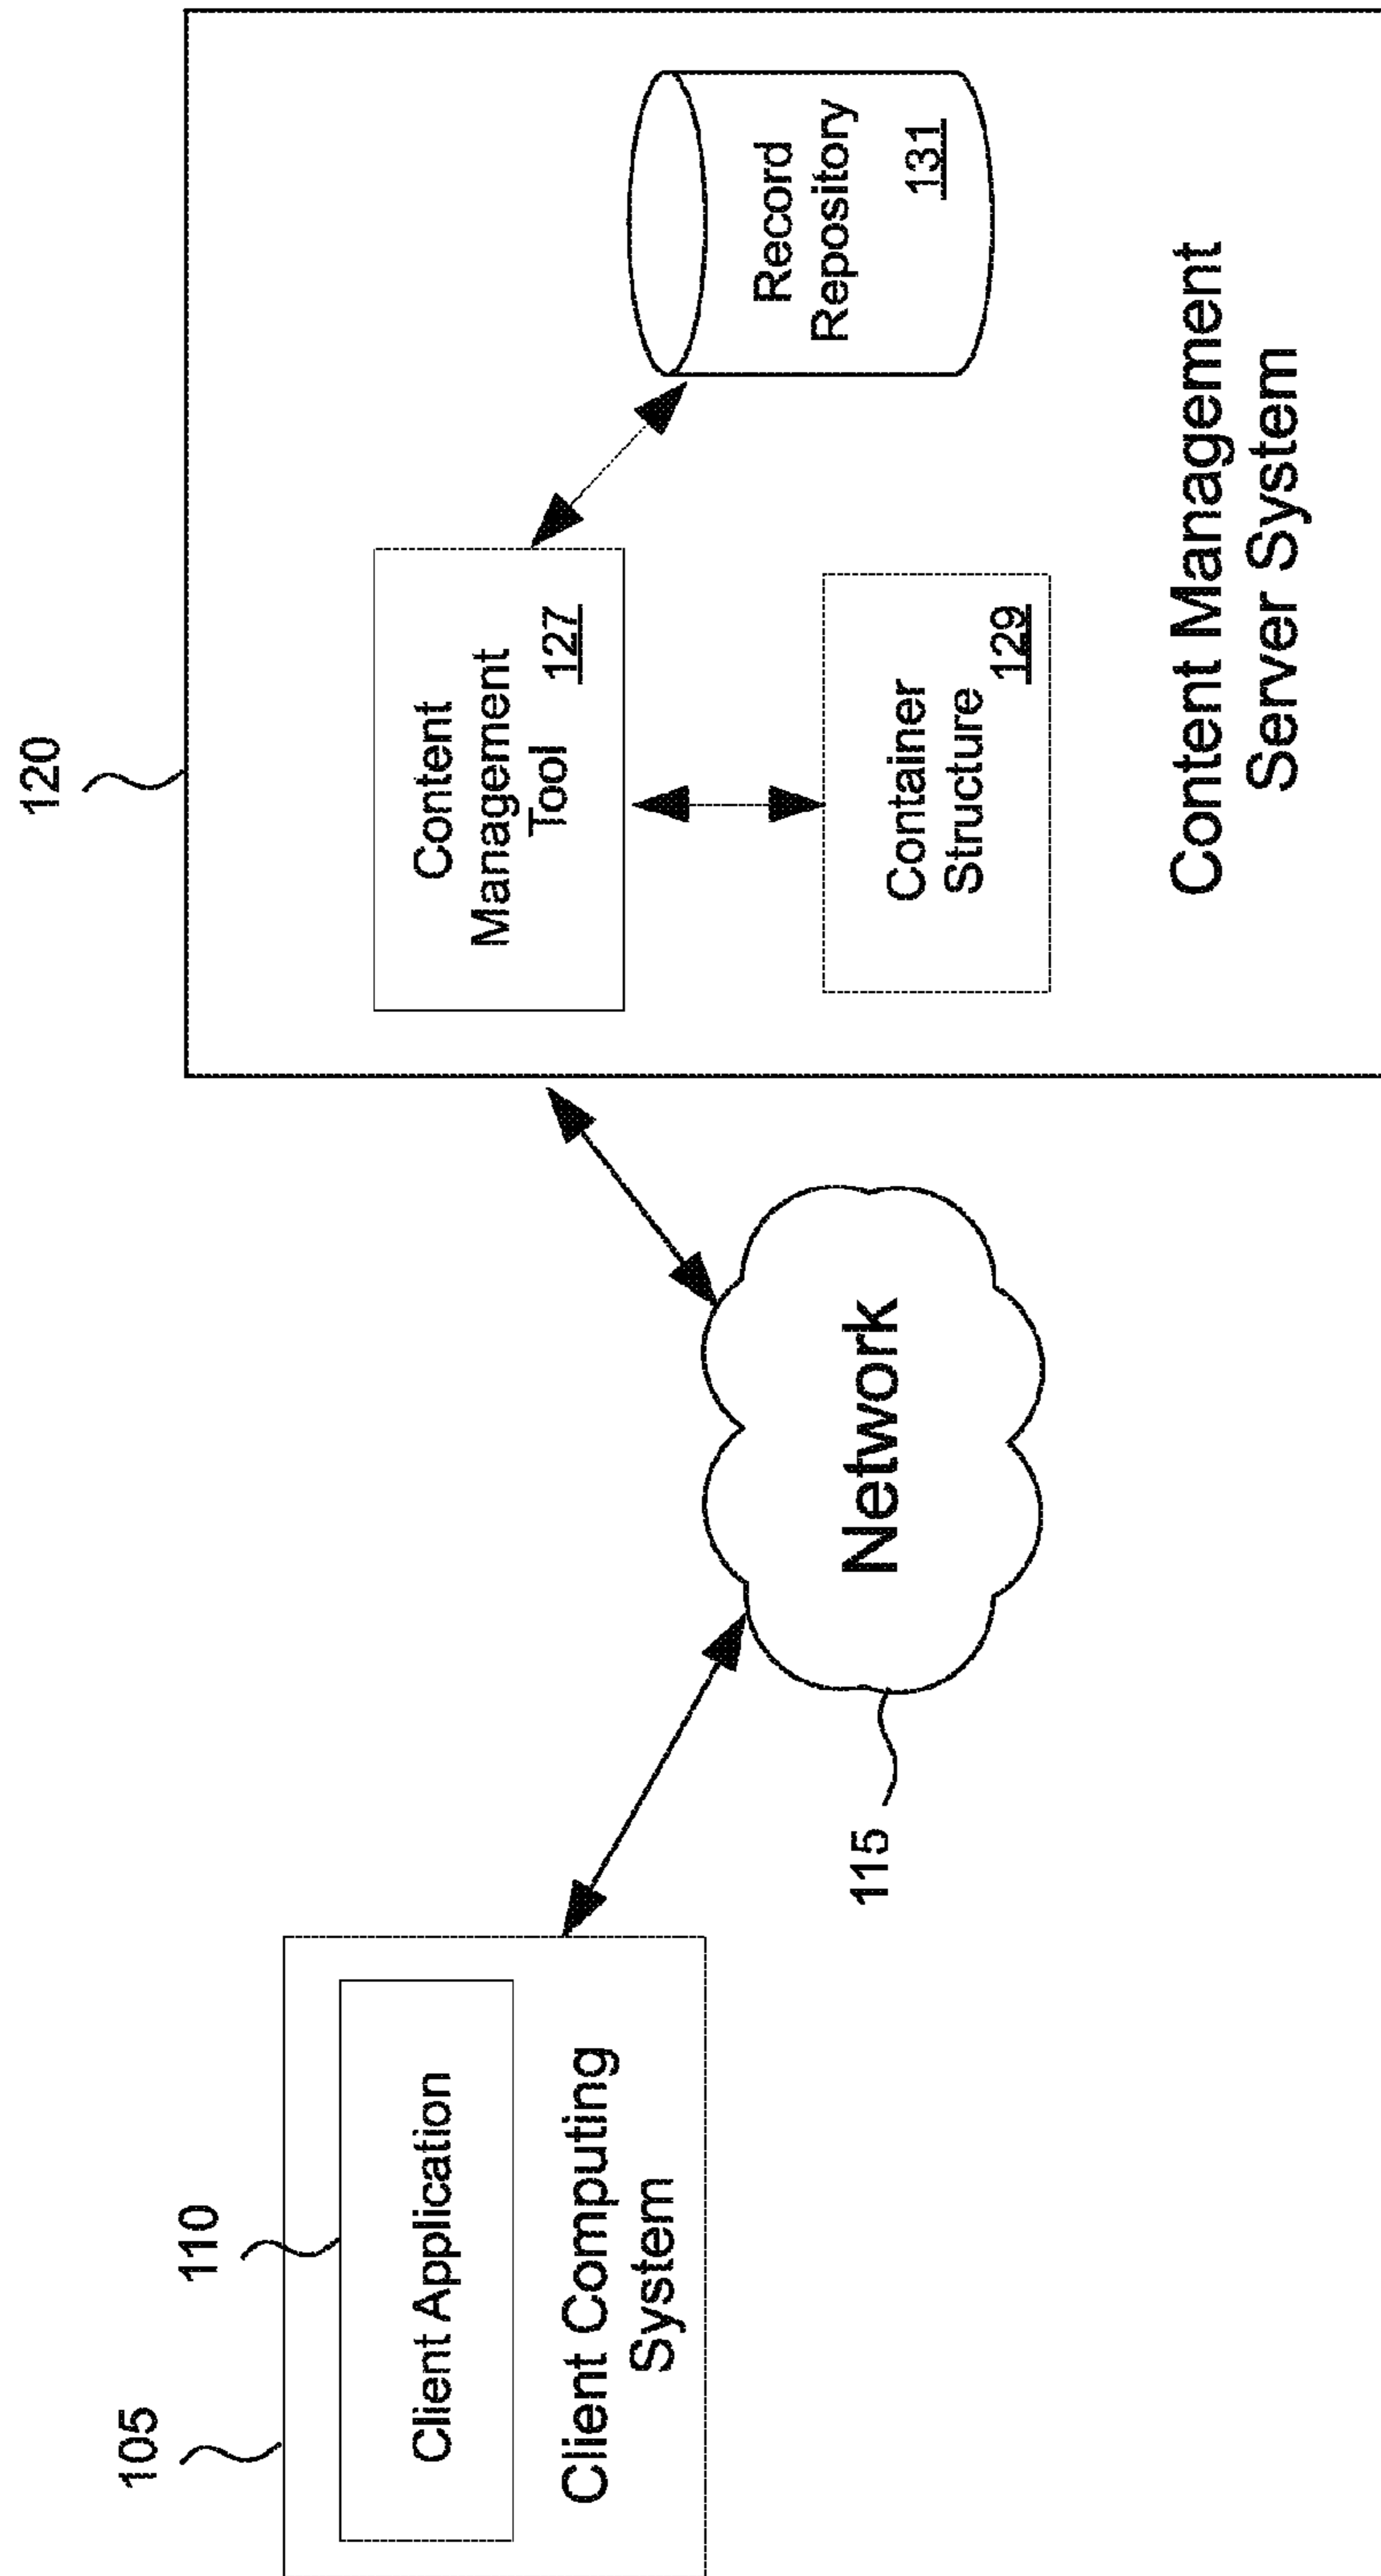 105
110
Client Application
Client Computing
System
115
Network
120
Content
Management
Tool
127
Container
Structure
129
Record
Repository
131
Content Management
Server System